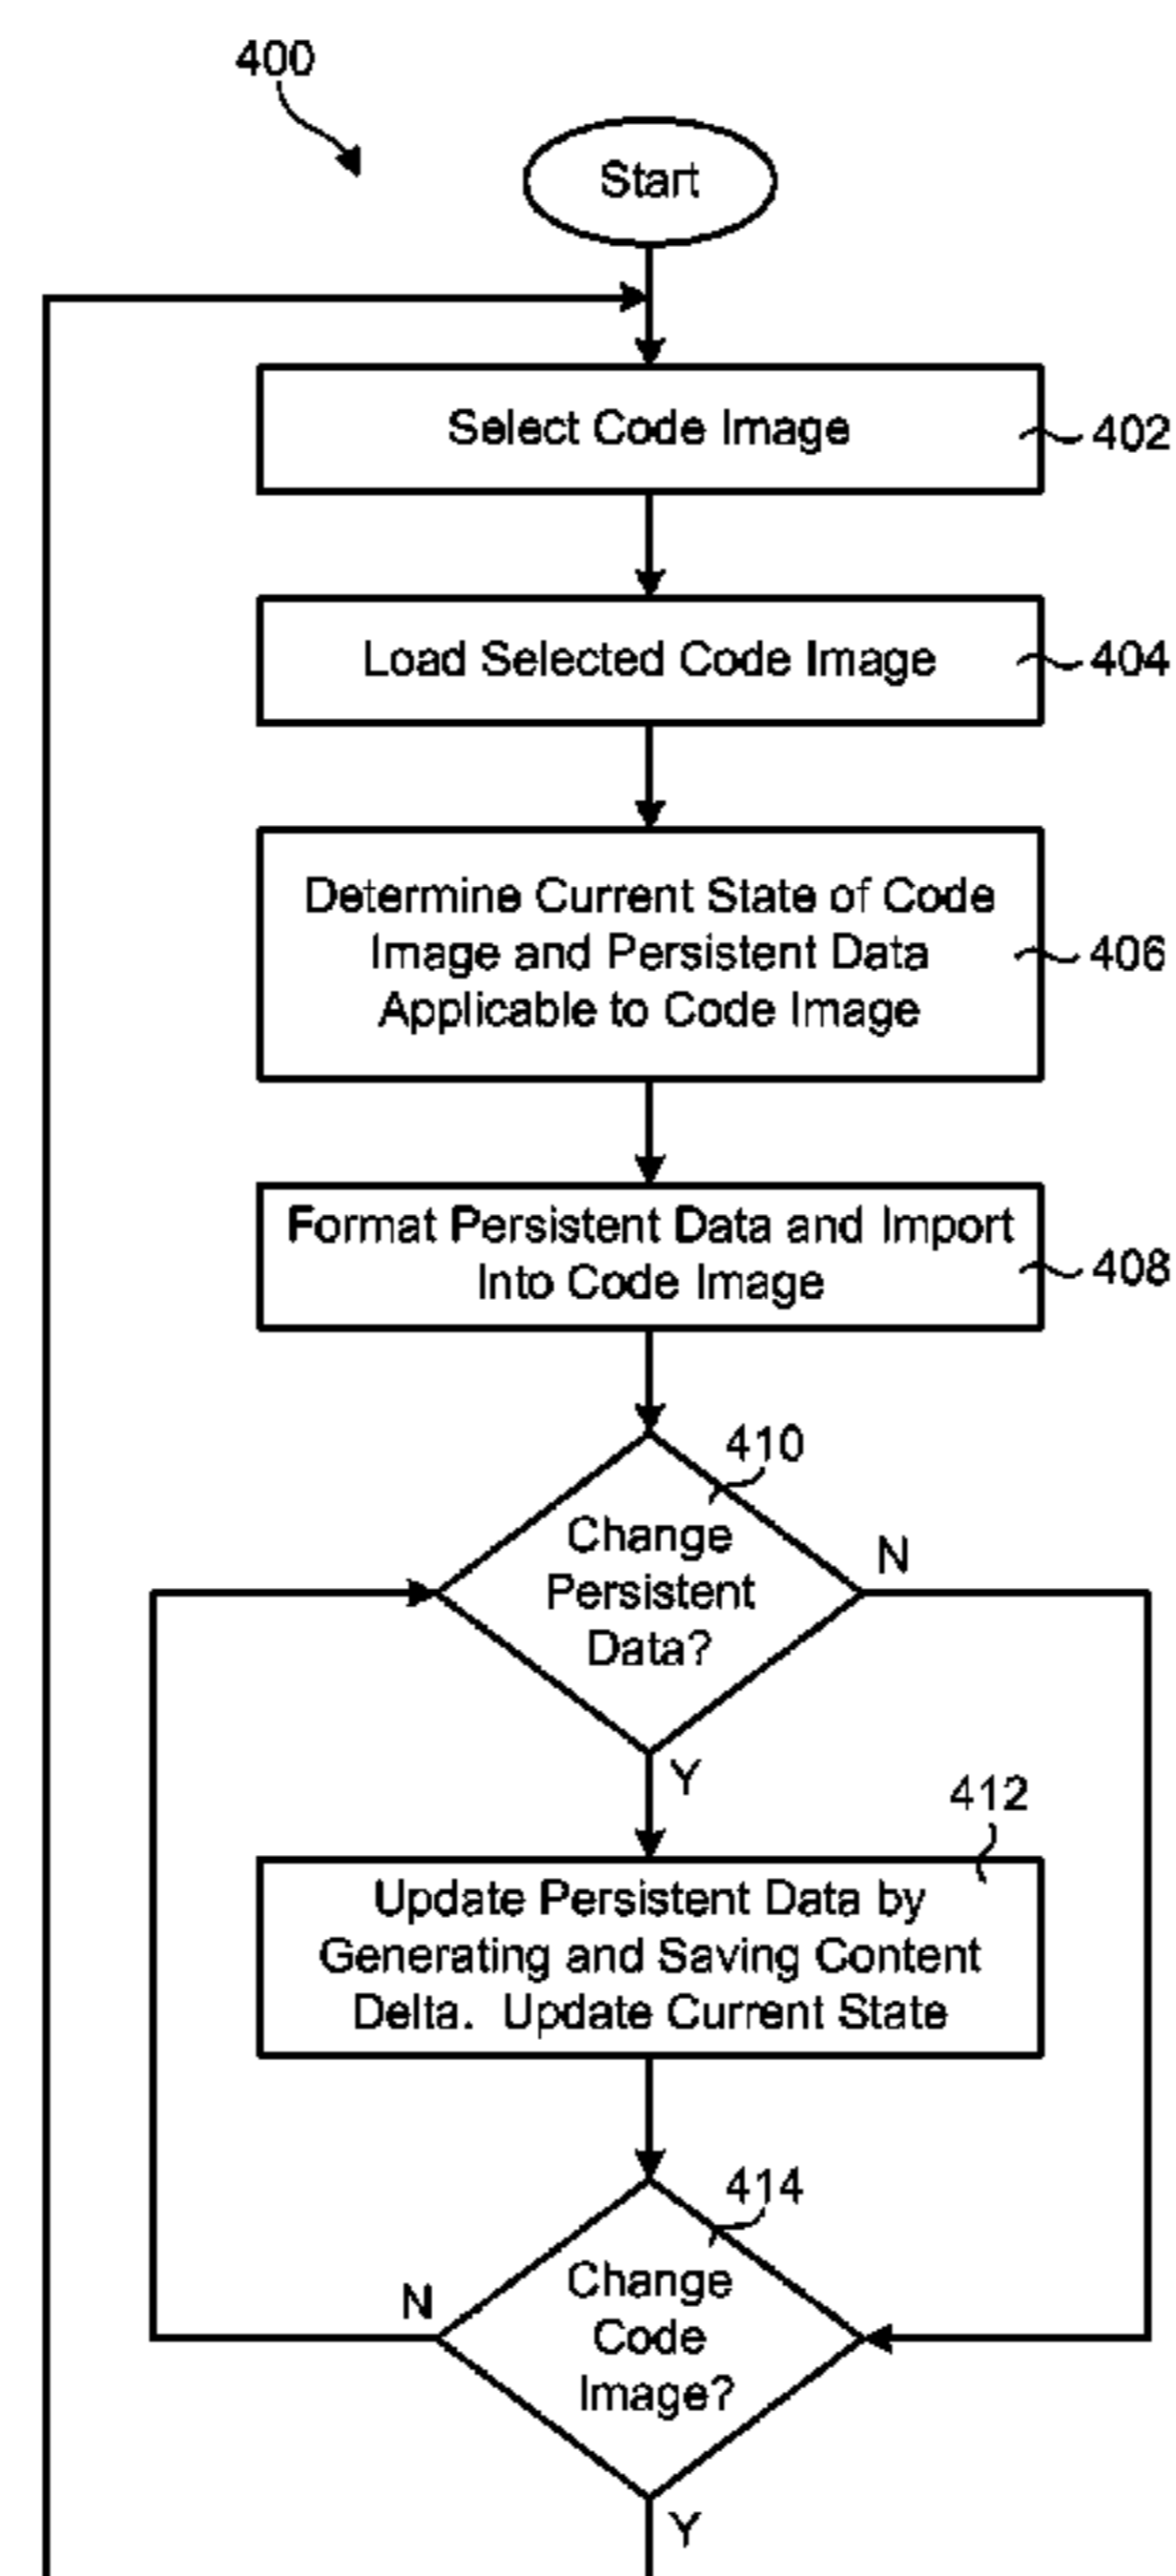 400
Start
Select Code Image
402
Load Selected Code Image
404
Determine Current State of Code
Image and Persistent Data
Applicable to Code Image
406
Format Persistent Data and Import
Into Code Image
408
410
Change
Persistent
Data?
N
Y
412
Update Persistent Data by
Generating and Saving Content
Delta. Update Current State
414
Change
Code
Image?
N
Y